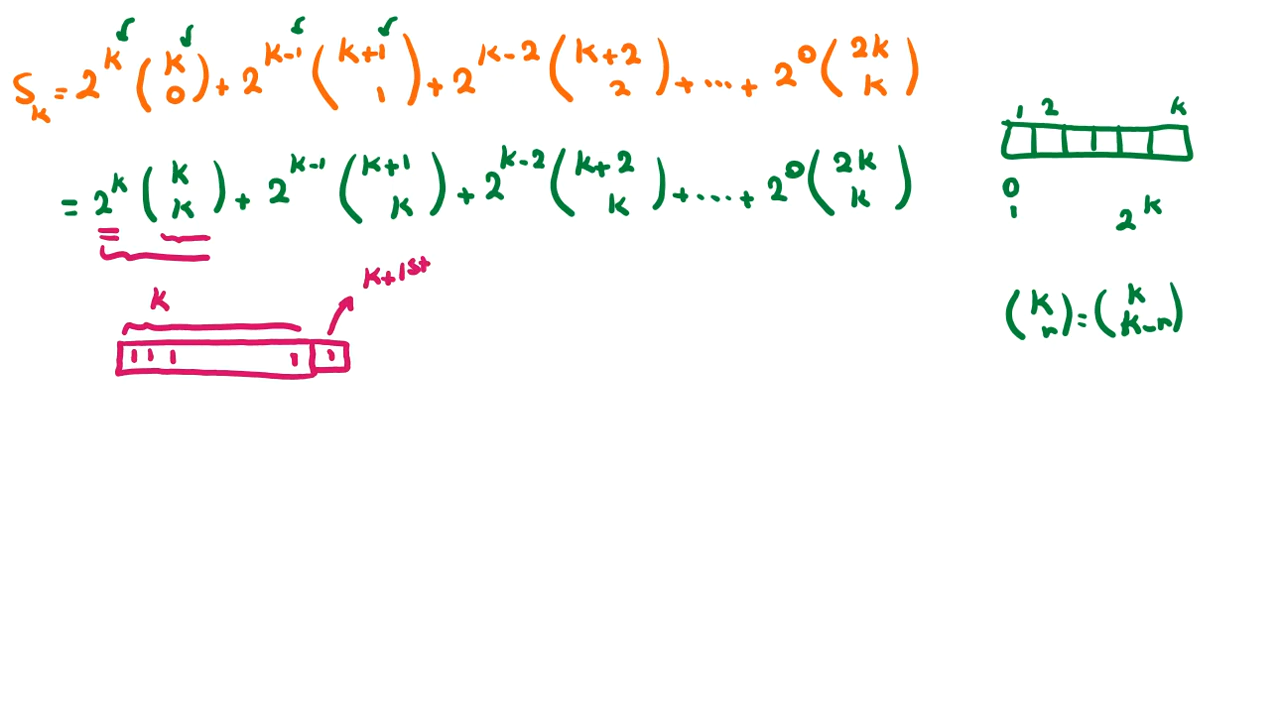 S_k = 2^k (k 0) + 2^{k-1} (k+1 1) + 2^{k-2} (k+2 2) + ... + 2^0 (2k k)
= 2^k (k k) + 2^{k-1} (k+1 k) + 2^{k-2} (k+2 k) + ... + 2^0 (2k k)
1 2 k
0
1
2^k
(k r) = (k k-r)
k
k+1st
1 1 1 1 1